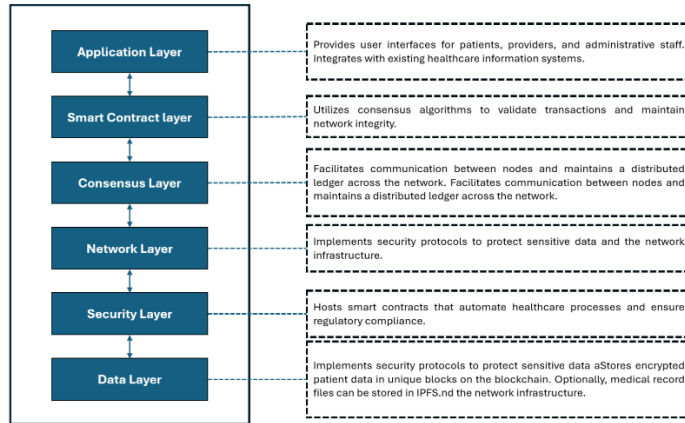 Application Layer
Provides user interfaces for patients, providers, and administrative staff.
Integrates with existing healthcare information systems.
Smart Contract layer
Utilizes consensus algorithms to validate transactions and maintain
network integrity.
Consensus Layer
Facilitates communication between nodes and maintains a distributed
ledger across the network. Facilitates communication between nodes and
maintains a distributed ledger across the network.
Network Layer
Implements security protocols to protect sensitive data and the network
infrastructure.
Security Layer
Hosts smart contracts that automate healthcare processes and ensure
regulatory compliance.
Data Layer
Implements security protocols to protect sensitive data aStores encrypted
patient data in unique blocks on the blockchain. Optionally, medical record
files can be stored in IPFS.nd the network infrastructure.